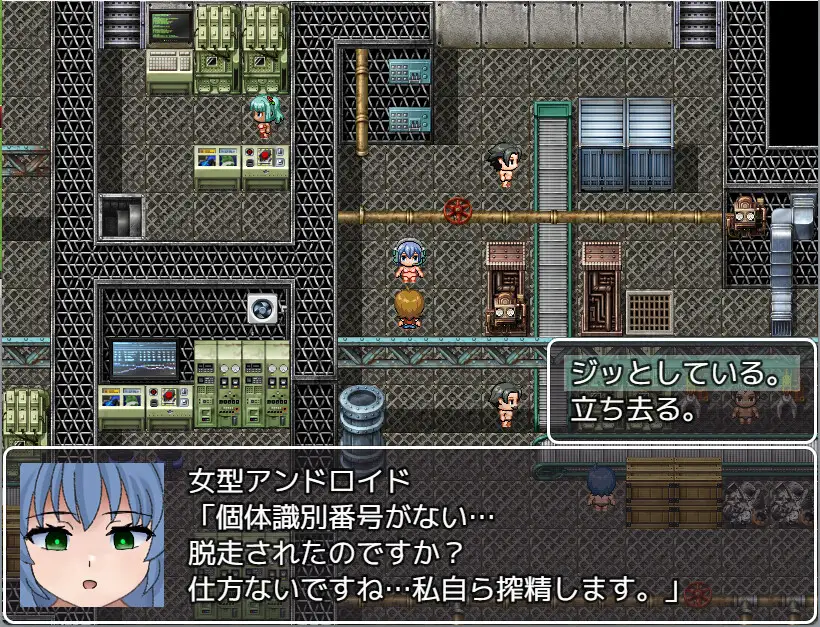 ジッとしている。
立ち去る。
女型アンドロイド
「個体識別番号がない…
脱走されたのですか？
仕方ないですね…私自ら搾精します。」